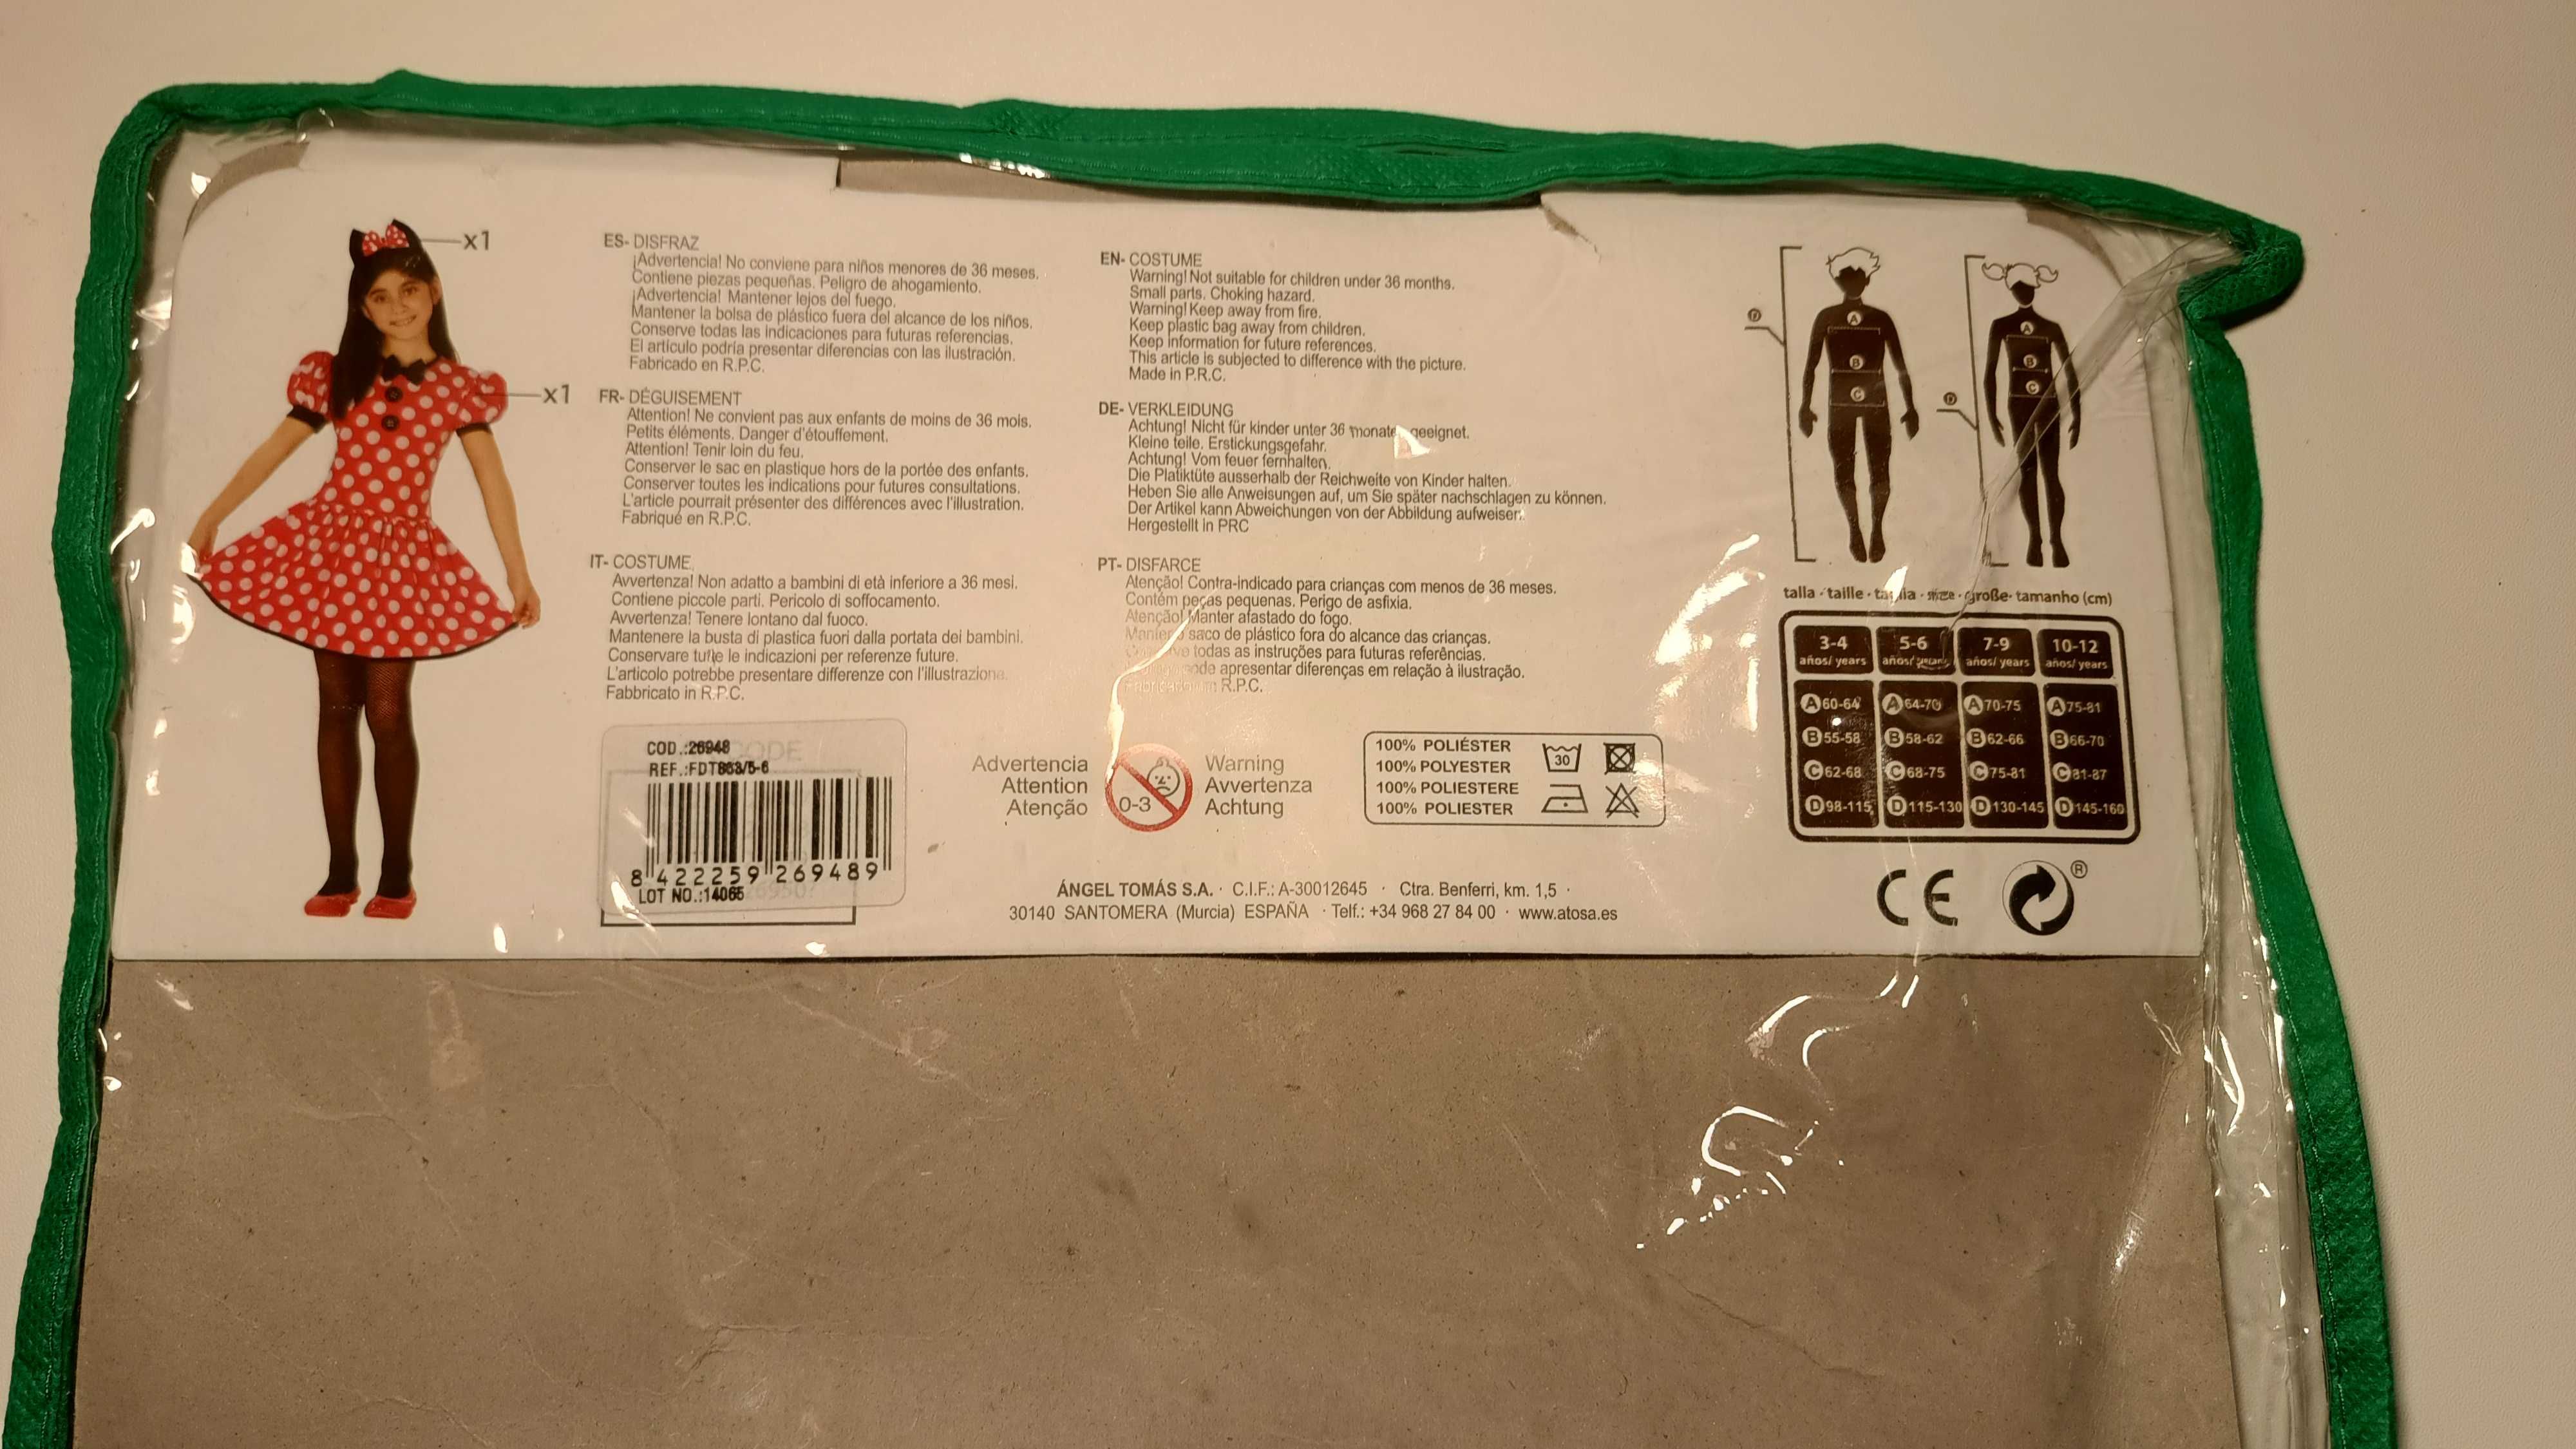 x1
x1
ES- DISFRAZ
¡Advertencia! No conviene para niños menores de 36 meses.
Contiene piezas pequeñas. Peligro de ahogamiento.
¡Advertencia! Mantener lejos del fuego.
Mantener la bolsa de plástico fuera del alcance de los niños.
Conserve todas las indicaciones para futuras referencias.
El artículo podría presentar diferencias con las ilustración.
Fabricado en R.P.C.
FR- DÉGUISEMENT
Attention! Ne convient pas aux enfants de moins de 36 mois.
Petits éléments. Danger d'étouffement.
Attention! Tenir loin du feu.
Conserver le sac en plastique hors de la portée des enfants.
Conserver toutes les indications pour futures consultations.
L'article pourrait présenter des différences avec l'illustration.
Fabriqué en R.P.C.
IT- COSTUME
Avvertenza! Non adatto a bambini di età inferiore a 36 mesi.
Contiene piccole parti. Pericolo di soffocamento.
Avvertenza! Tenere lontano dal fuoco.
Mantenere la busta di plastica fuori dalla portata dei bambini.
Conservare tutte le indicazioni per referenze future.
L'articolo potrebbe presentare differenze con l'illustrazione.
Fabbricato in R.P.C.
EN- COSTUME
Warning! Not suitable for children under 36 months.
Small parts. Choking hazard.
Warning! Keep away from fire.
Keep plastic bag away from children.
Keep information for future references.
This article is subjected to difference with the picture.
Made in P.R.C.
DE- VERKLEIDUNG
Achtung! Nicht für kinder unter 36 monate geeignet.
Kleine teile. Erstickungsgefahr.
Achtung! Vom feuer fernhalten.
Die Platiktüte ausserhalb der Reichweite von Kinder halten.
Heben Sie alle Anweisungen auf, um Sie später nachschlagen zu können.
Der Artikel kann Abweichungen von der Abbildung aufweisen.
Hergestellt in PRC
PT- DISFARCE
Atenção! Contra-indicado para crianças com menos de 36 meses.
Contém peças pequenas. Perigo de asfixia.
Atenção! Manter afastado do fogo.
Manter o saco de plástico fora do alcance das crianças.
todas as instruções para futuras referências.
pode apresentar diferenças em relação à ilustração.
Fabricado em R.P.C.
COD.:26948
REF.:FDT863/5-6
8 422259 269489
LOT NO.:14065
Advertencia
Attention
Atenção
0-3
Warning
Avvertenza
Achtung
100% POLIÉSTER
100% POLYESTER
100% POLIESTERE
100% POLIESTER
30
ÁNGEL TOMÁS S.A. · C.I.F.: A-30012645 · Ctra. Benferri, km. 1,5 ·
30140 SANTOMERA (Murcia) ESPAÑA · Telf.: +34 968 27 84 00 · www.atosa.es
D A B C
D A B C
talla · taille · taglia · size · große · tamanho (cm)
3-4 5-6 7-9 10-12
años/ years años/ years años/ years años/ years
A 60-64 A 64-70 A 70-75 A 75-81
B 55-58 B 58-62 B 62-66 B 66-70
C 62-68 C 68-75 C 75-81 C 81-87
D 98-115 D 115-130 D 130-145 D 145-160
CE ®